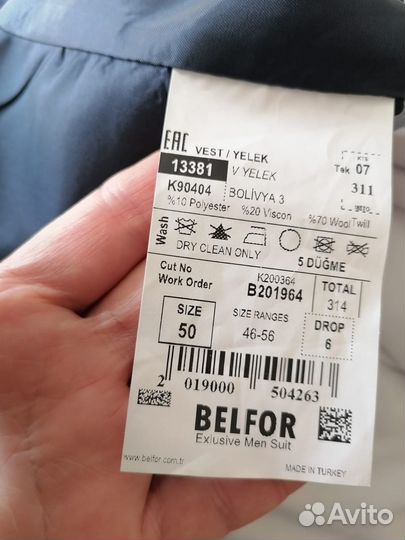 EAC VEST / YELEK KTS
13381 V YELEK Tek 07
K90404 BOLİVYA 3 311
%10 Polyester %20 Viscon %70 Wool Twill
Wash
DRY CLEAN ONLY 5 DÜĞME
Cut No K200364 TOTAL
Work Order B201964 314
SIZE SIZE RANGES DROP
50 46-56 6
2 019000 504263
BELFOR
Exlusive Men Suit
www.belfor.com.tr MADE IN TURKEY
Avito